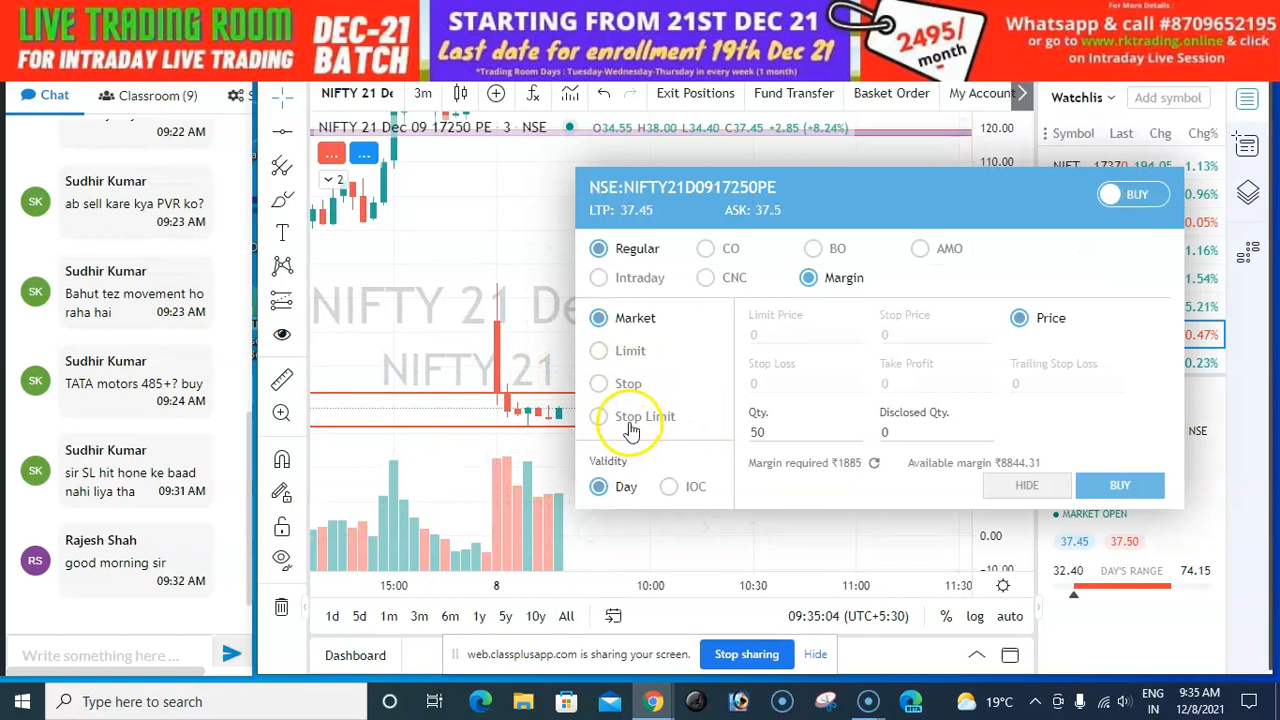 LIVE TRADING ROOM
FOR INTRADAY LIVE TRADING
DEC-21
BATCH
STARTING FROM 21ST DEC 21
Last date for enrollment 19th Dec 21
*Trading Room Days : Tuesday-Wednesday-Thursday in every week (1 month)
2495/
month
For More Details :
Whatsapp & call #8709652195
or go to www.rktrading.online & click
on Intraday Live Session
Chat
Classroom (9)
09:22 AM
SK
Sudhir Kumar
ab sell kare kya PVR ko?
09:23 AM
SK
Sudhir Kumar
Bahut tez movement ho
raha hai
09:23 AM
SK
Sudhir Kumar
TATA motors 485+? buy
09:24 AM
SK
Sudhir Kumar
sir SL hit hone ke baad
nahi liya tha
09:31 AM
RS
Rajesh Shah
good morning sir
09:32 AM
Write something here ...
NIFTY 21 De
3m
Exit Positions
Fund Transfer
Basket Order
My Account
NIFTY 21 Dec 09 17250 PE · 3 · NSE
O34.55 H38.00 L34.40 C37.45 +2.85 (+8.24%)
120.00
110.00
...
...
2
NIFTY 21 De
NIFTY 21
NSE:NIFTY21D0917250PE
LTP: 37.45
ASK: 37.5
BUY
Regular
CO
BO
AMO
Intraday
CNC
Margin
Market
Limit
Stop
Stop Limit
Limit Price
0
Stop Price
0
Price
Stop Loss
0
Take Profit
0
Trailing Stop Loss
0
Qty.
50
Disclosed Qty.
0
Validity
Day
IOC
Margin required ₹1885
Available margin ₹8844.31
HIDE
BUY
0.00
-10.00
15:00
8
10:00
10:30
11:00
11:30
1d
5d
1m
3m
6m
1y
5y
10y
All
09:35:04 (UTC+5:30)
%
log
auto
Dashboard
web.classplusapp.com is sharing your screen.
Stop sharing
Hide
Watchlis
Add symbol
Symbol
Last
Chg
Chg%
NIFT
17370
194.05
1.13%
0.96%
0.05%
1.16%
1.54%
5.21%
0.47%
0.23%
NSE
MARKET OPEN
37.45
37.50
32.40
DAY'S RANGE
74.15
Type here to search
19°C
ENG
IN
9:35 AM
12/8/2021